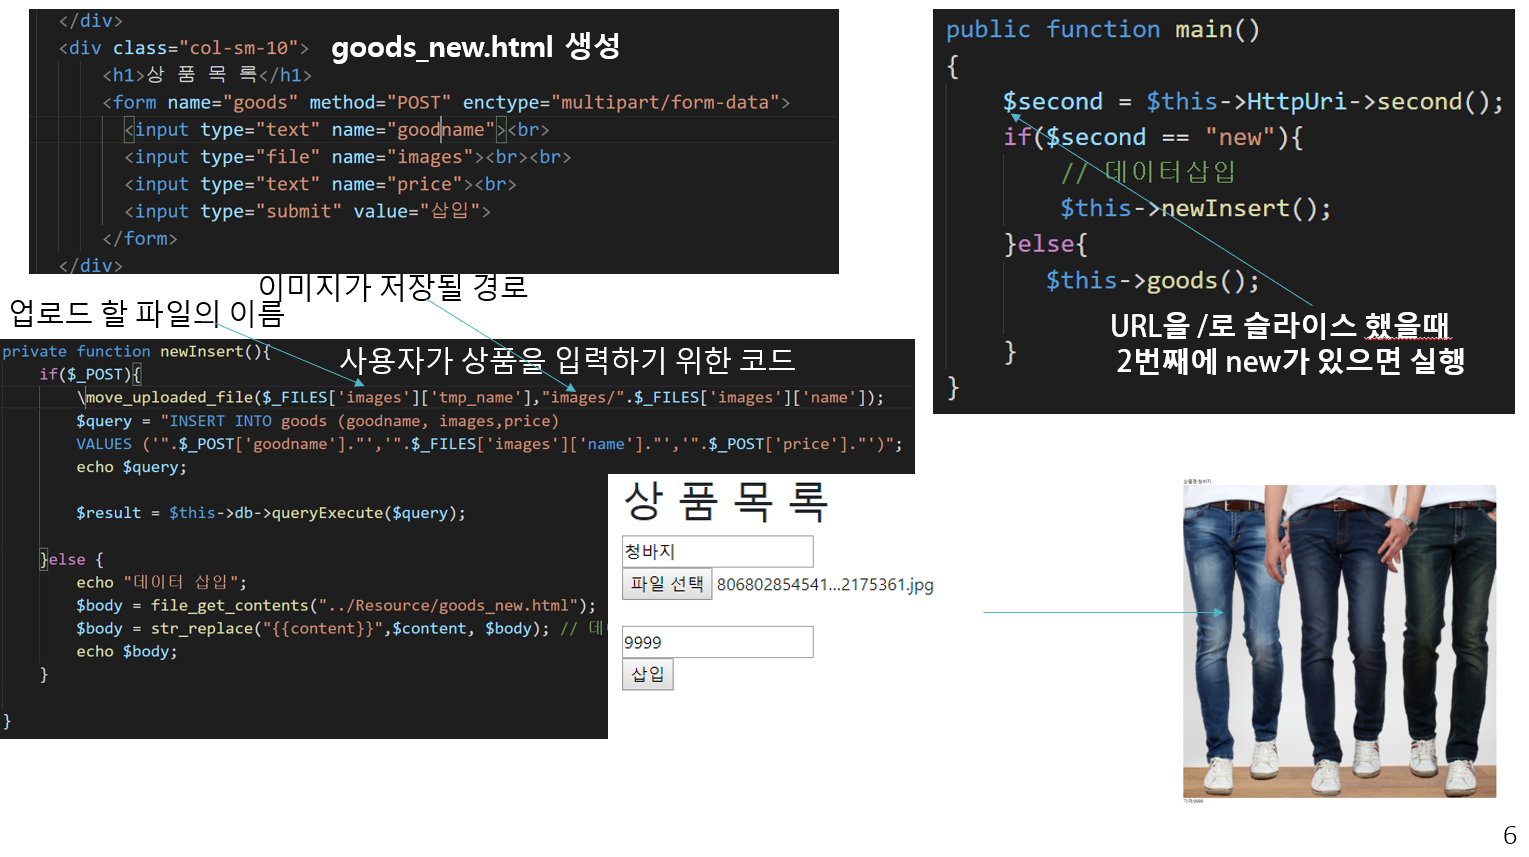 </div>
<div class="col-sm-10">
goods_new.html 생성
<h1>상 품 목 록</h1>
<form name="goods" method="POST" enctype="multipart/form-data">
<input type="text" name="goodname"><br>
<input type="file" name="images"><br><br>
<input type="text" name="price"><br>
<input type="submit" value="삽입">
</form>
</div>
public function main()
{
$second = $this->HttpUri->second();
if($second == "new"){
// 데이터삽입
$this->newInsert();
}else{
$this->goods();
}
}
URL을 /로 슬라이스 했을때
2번째에 new가 있으면 실행
이미지가 저장될 경로
업로드 할 파일의 이름
사용자가 상품을 입력하기 위한 코드
private function newInsert(){
if($_POST){
\move_uploaded_file($_FILES['images']['tmp_name'],"images/".$_FILES['images']['name']);
$query = "INSERT INTO goods (goodname, images,price)
VALUES ('".$_POST['goodname']."','".$_FILES['images']['name']."','".$_POST['price']."')";
echo $query;
$result = $this->db->queryExecute($query);
}else {
echo "데이터 삽입";
$body = file_get_contents("../Resource/goods_new.html");
$body = str_replace("{{content}}",$content, $body); // 데
echo $body;
}
}
상 품 목 록
청바지
파일 선택 806802854541...2175361.jpg
9999
삽입
상품명:청바지
가격:9999
6